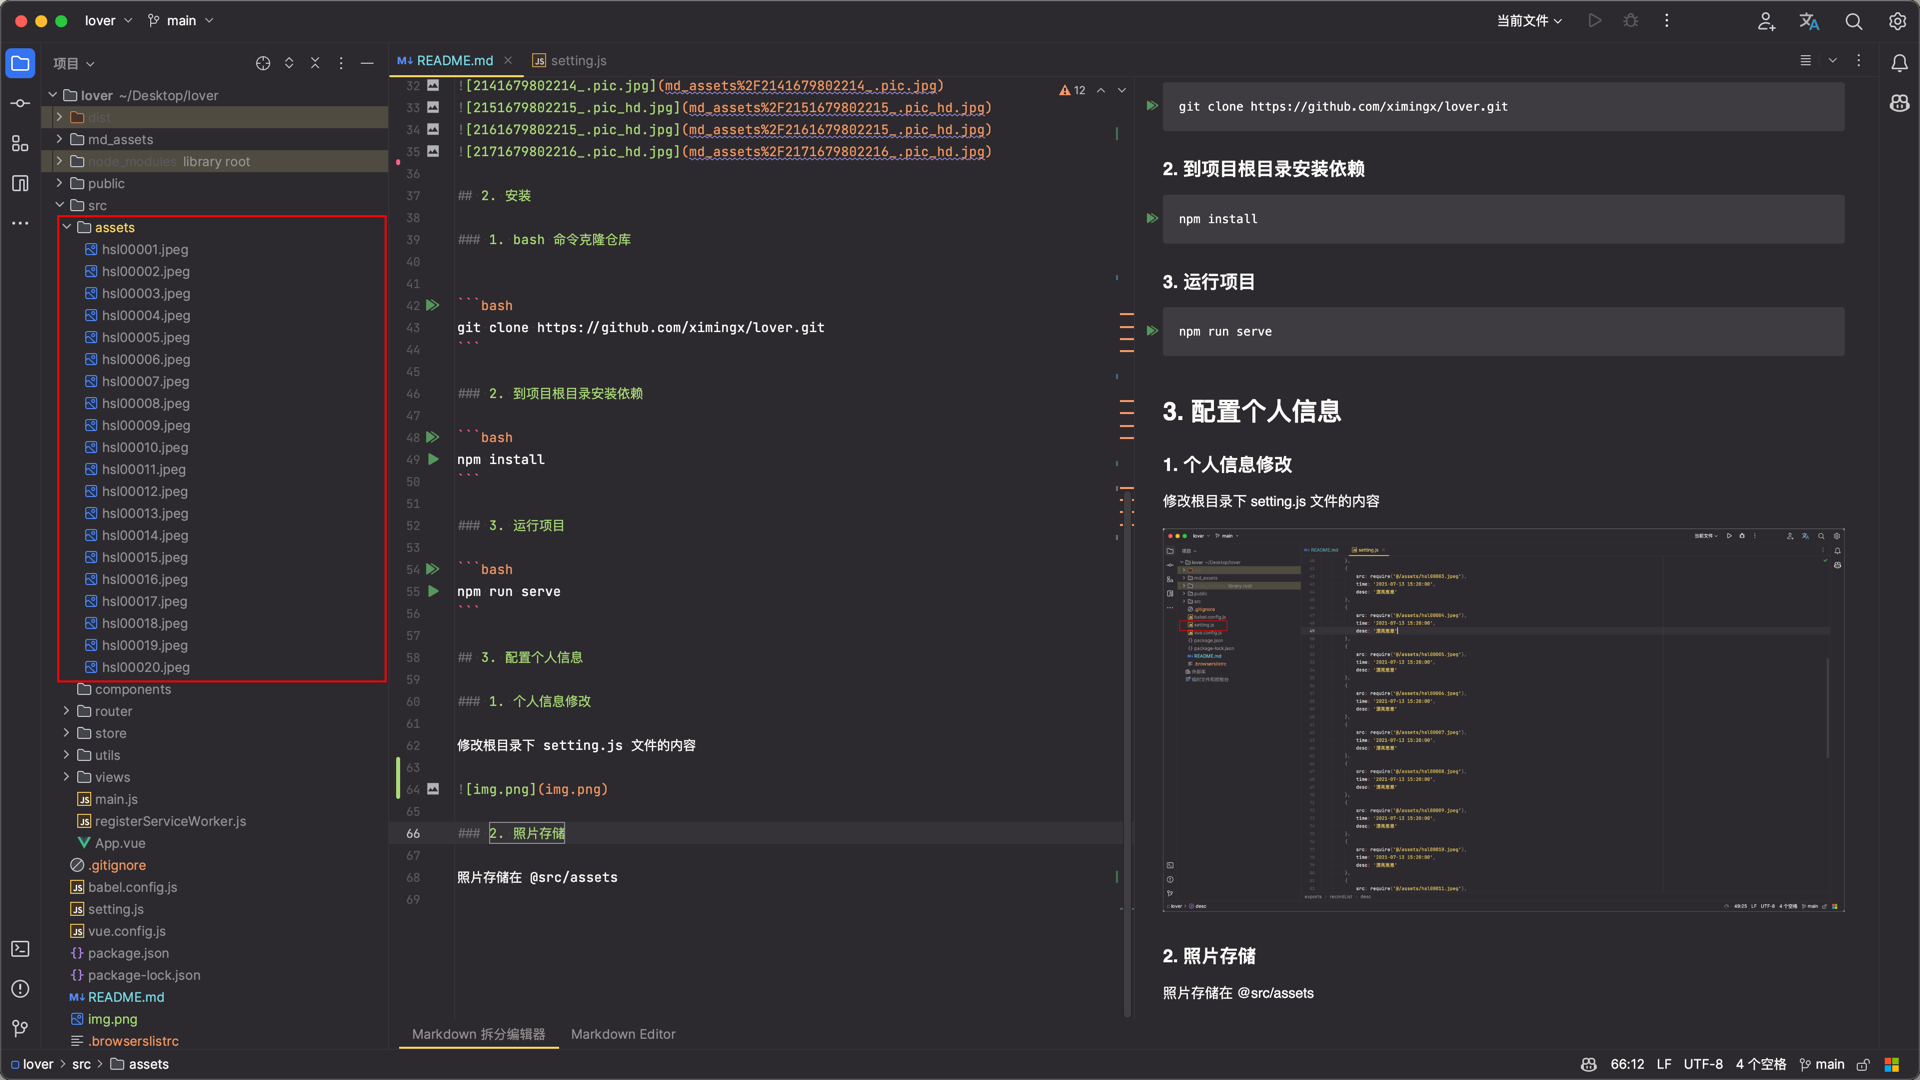 lover
main
当前文件
项目
README.md
setting.js
lover ~/Desktop/lover
dist
md_assets
node_modules library root
public
src
assets
hsl00001.jpeg
hsl00002.jpeg
hsl00003.jpeg
hsl00004.jpeg
hsl00005.jpeg
hsl00006.jpeg
hsl00007.jpeg
hsl00008.jpeg
hsl00009.jpeg
hsl00010.jpeg
hsl00011.jpeg
hsl00012.jpeg
hsl00013.jpeg
hsl00014.jpeg
hsl00015.jpeg
hsl00016.jpeg
hsl00017.jpeg
hsl00018.jpeg
hsl00019.jpeg
hsl00020.jpeg
components
router
store
utils
views
main.js
registerServiceWorker.js
App.vue
.gitignore
babel.config.js
setting.js
vue.config.js
package.json
package-lock.json
README.md
img.png
.browserslistrc
12
32 ![2141679802214_.pic.jpg](md_assets%2F2141679802214_.pic.jpg)
33 ![2151679802215_.pic_hd.jpg](md_assets%2F2151679802215_.pic_hd.jpg)
34 ![2161679802215_.pic_hd.jpg](md_assets%2F2161679802215_.pic_hd.jpg)
35 ![2171679802216_.pic_hd.jpg](md_assets%2F2171679802216_.pic_hd.jpg)
36
37 ## 2. 安装
38
39 ### 1. bash 命令克隆仓库
40
41
42 ```bash
43 git clone https://github.com/ximingx/lover.git
44 ```
45
46 ### 2. 到项目根目录安装依赖
47
48 ```bash
49 npm install
50 ```
51
52 ### 3. 运行项目
53
54 ```bash
55 npm run serve
56 ```
57
58 ## 3. 配置个人信息
59
60 ### 1. 个人信息修改
61
62 修改根目录下 setting.js 文件的内容
63
64 ![img.png](img.png)
65
66 ### 2. 照片存储
67
68 照片存储在 @src/assets
69
Markdown 拆分编辑器
Markdown Editor
git clone https://github.com/ximingx/lover.git
2. 到项目根目录安装依赖
npm install
3. 运行项目
npm run serve
3. 配置个人信息
1. 个人信息修改
修改根目录下 setting.js 文件的内容
2. 照片存储
照片存储在 @src/assets
lover > src > assets
66:12 LF UTF-8 4 个空格 main